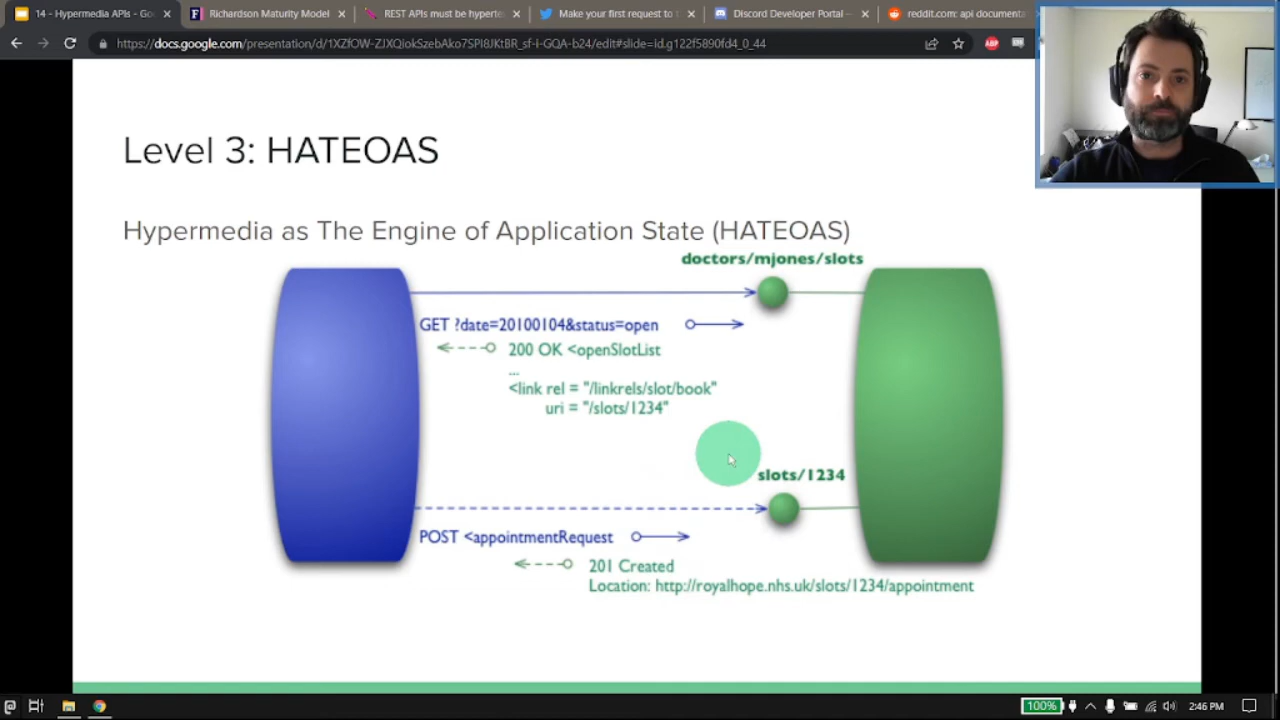 14 - Hypermedia APIs - Go
Richardson Maturity Model
REST APIs must be hyperte
Make your first request to t
Discord Developer Portal —
reddit.com: api documenta
https://docs.google.com/presentation/d/1XZfOW-ZJXQiokSzebAko7SPI8JKtBR_sf-i-GQA-b24/edit#slide=id.g122f5890fd4_0_44
ABP
Level 3: HATEOAS
Hypermedia as The Engine of Application State (HATEOAS)
doctors/mjones/slots
GET ?date=20100104&status=open
200 OK <openSlotList
...
<link rel = "/linkrels/slot/book"
uri = "/slots/1234"
slots/1234
POST <appointmentRequest
201 Created
Location: http://royalhope.nhs.uk/slots/1234/appointment
100%
2:46 PM